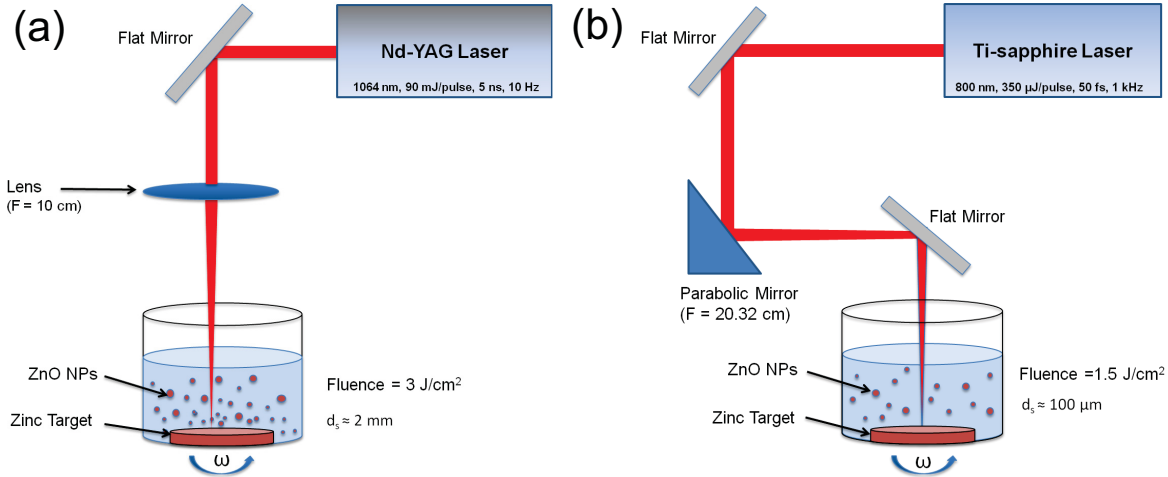 (a)
Flat Mirror
Nd-YAG Laser
1064 nm, 90 mJ/pulse, 5 ns, 10 Hz
Lens
(F = 10 cm)
ZnO NPs
Zinc Target
Fluence = 3 J/cm²
dₛ ≈ 2 mm
ω
(b)
Flat Mirror
Ti-sapphire Laser
800 nm, 350 µJ/pulse, 50 fs, 1 kHz
Flat Mirror
Parabolic Mirror
(F = 20.32 cm)
ZnO NPs
Zinc Target
Fluence =1.5 J/cm²
dₛ ≈ 100 µm
ω